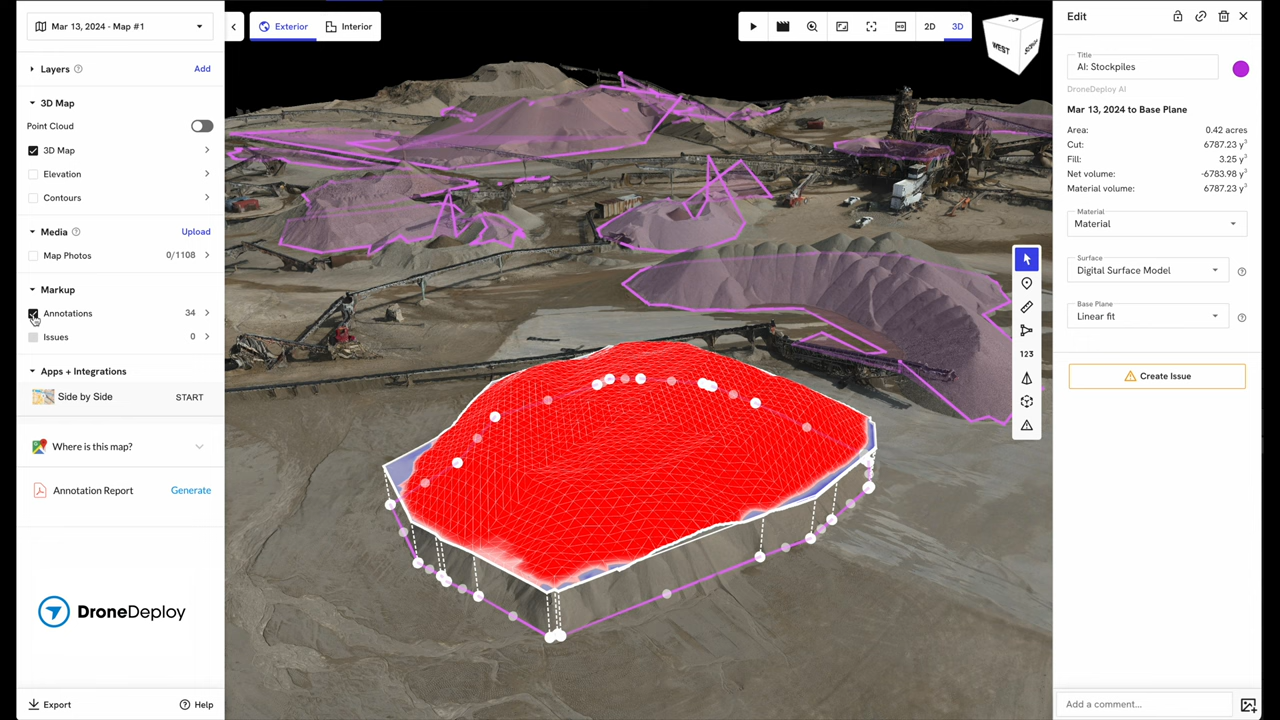 Mar 13, 2024 - Map #1
Exterior
Interior
2D
3D
WEST
Layers
Add
3D Map
Point Cloud
3D Map
Elevation
Contours
Media
Upload
Map Photos
0/1108
Markup
Annotations
34
Issues
0
Apps + Integrations
Side by Side
START
Where is this map?
Annotation Report
Generate
DroneDeploy
Export
Help
123
Edit
Title
AI: Stockpiles
DroneDeploy AI
Mar 13, 2024 to Base Plane
Area: 0.42 acres
Cut: 6787.23 y³
Fill: 3.25 y³
Net volume: -6783.98 y³
Material volume: 6787.23 y³
Material
Material
Surface
Digital Surface Model
Base Plane
Linear fit
Create Issue
Add a comment...